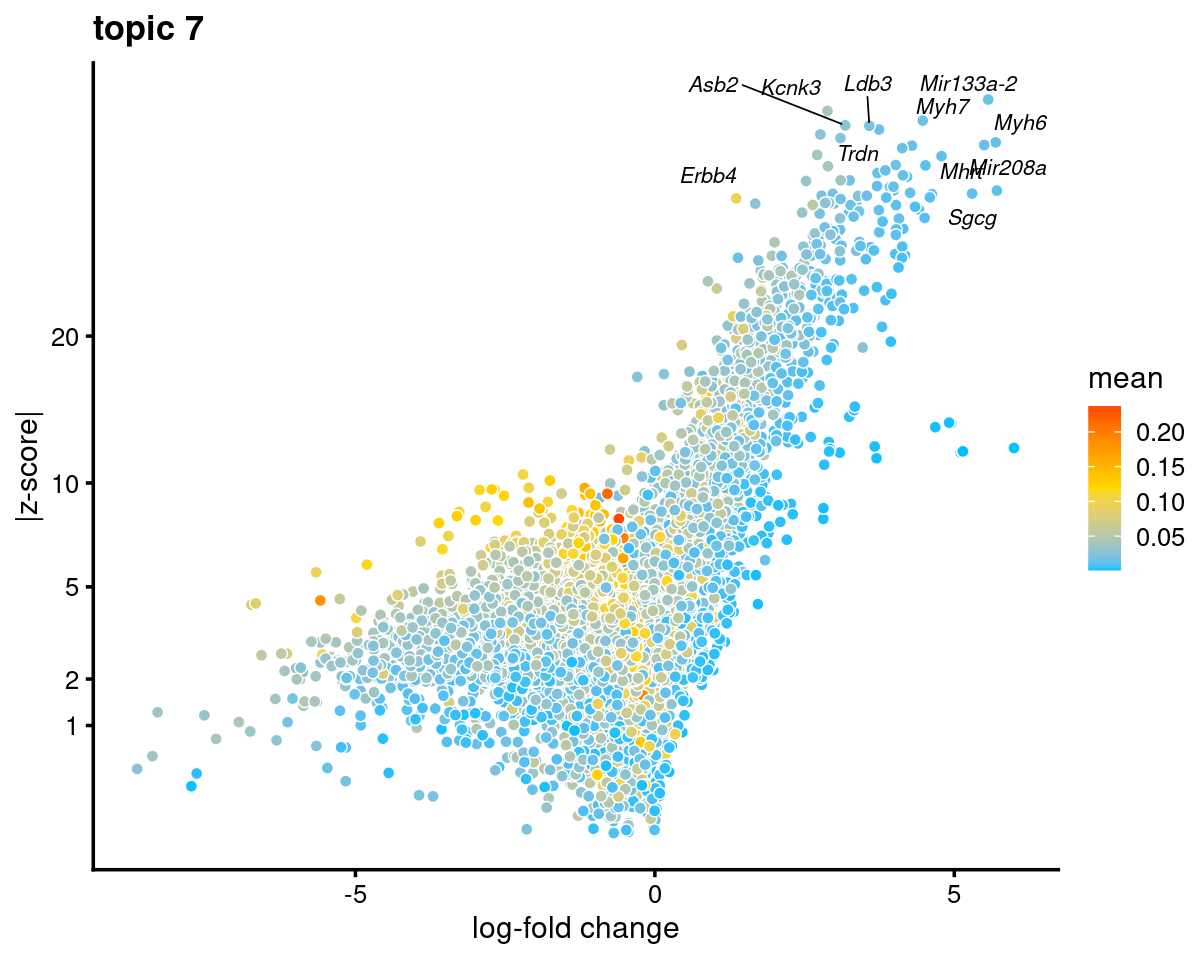 topic 7
Asb2
Kcnk3
Ldb3
Mir133a-2
Myh7
Myh6
Trdn
Erbb4
Mhrt
Mir208a
Sgcg
|z-score|
20
10
5
2
1
-5
0
5
log-fold change
mean
0.20
0.15
0.10
0.05